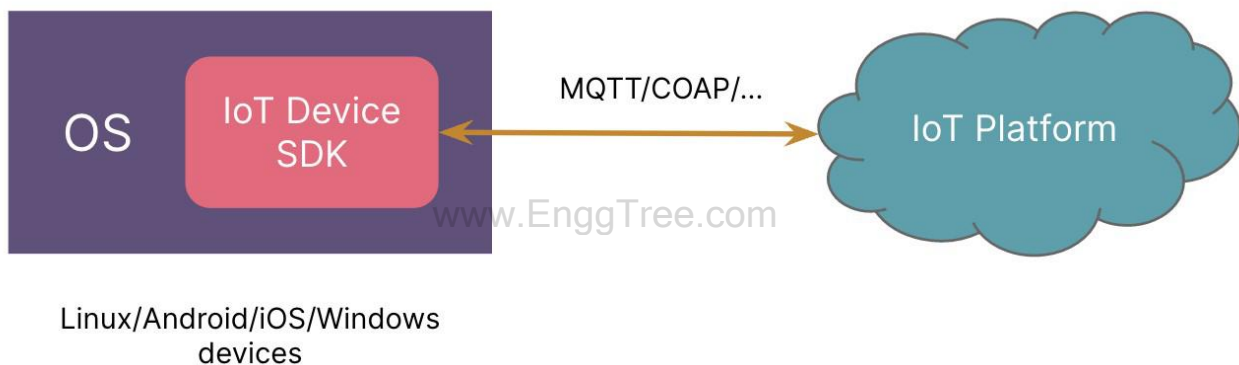 OS
IoT Device
SDK
MQTT/COAP/...
IoT Platform
www.EnggTree.com
Linux/Android/iOS/Windows
devices